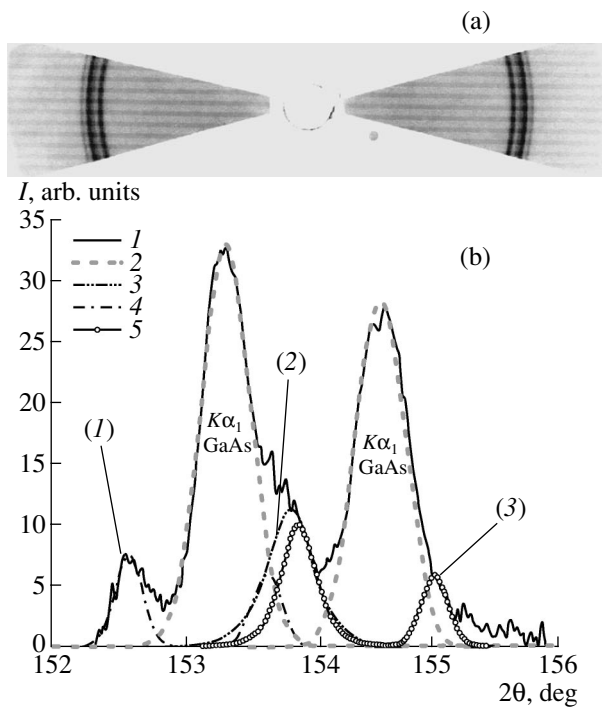 (a)
I, arb. units
35
30
25
20
15
10
5
0
1
2
3
4
5
(b)
(1)
Kα1
GaAs
(2)
Kα1
GaAs
(3)
152 153 154 155 156
2θ, deg